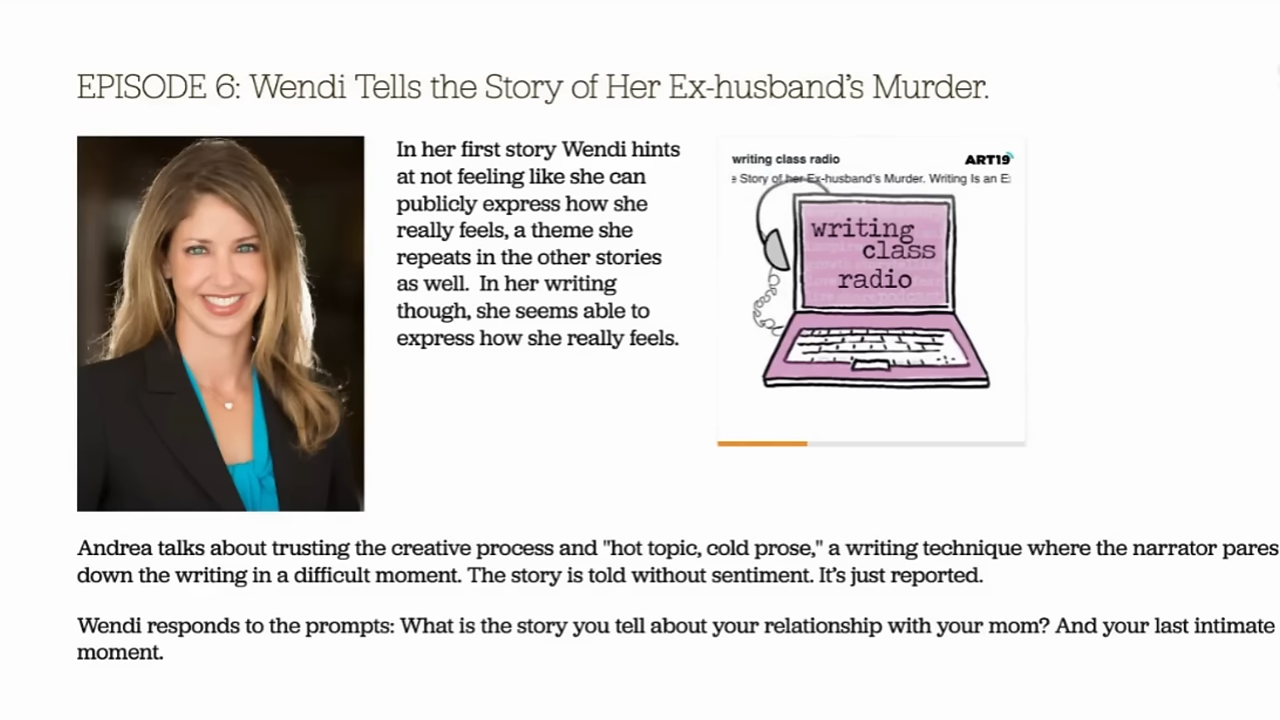 EPISODE 6: Wendi Tells the Story of Her Ex-husband's Murder.
In her first story Wendi hints
at not feeling like she can
publicly express how she
really feels, a theme she
repeats in the other stories
as well.  In her writing
though, she seems able to
express how she really feels.
writing class radio
ART19
e Story of her Ex-husband's Murder. Writing Is an E
writing
class
radio
Andrea talks about trusting the creative process and "hot topic, cold prose," a writing technique where the narrator pares
down the writing in a difficult moment. The story is told without sentiment. It's just reported.
Wendi responds to the prompts: What is the story you tell about your relationship with your mom? And your last intimate
moment.